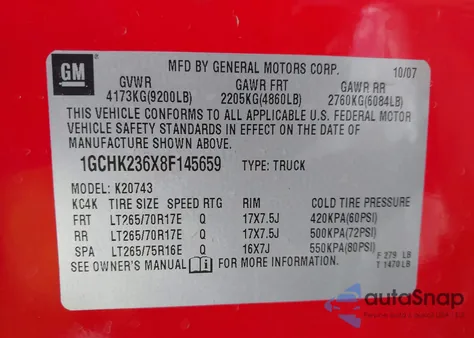 GM
MFD BY GENERAL MOTORS CORP. 10/07
GVWR GAWR FRT GAWR RR
4173KG(9200LB) 2205KG(4860LB) 2760KG(6084LB)
THIS VEHICLE CONFORMS TO ALL APPLICABLE U.S. FEDERAL MOTOR
VEHICLE SAFETY STANDARDS IN EFFECT ON THE DATE OF
MANUFACTURE SHOWN ABOVE.
1GCHK236X8F145659 TYPE: TRUCK
MODEL: K20743
KC4K TIRE SIZE SPEED RTG RIM COLD TIRE PRESSURE
FRT LT265/70R17E Q 17X7.5J 420KPA(60PSI)
RR LT265/70R17E Q 17X7.5J 500KPA(72PSI)
SPA LT265/75R16E Q 16X7J 550KPA(80PSI)
SEE OWNER'S MANUAL FOR MORE INFORMATION. F 279 LB
T 1470 LB
autoSnap